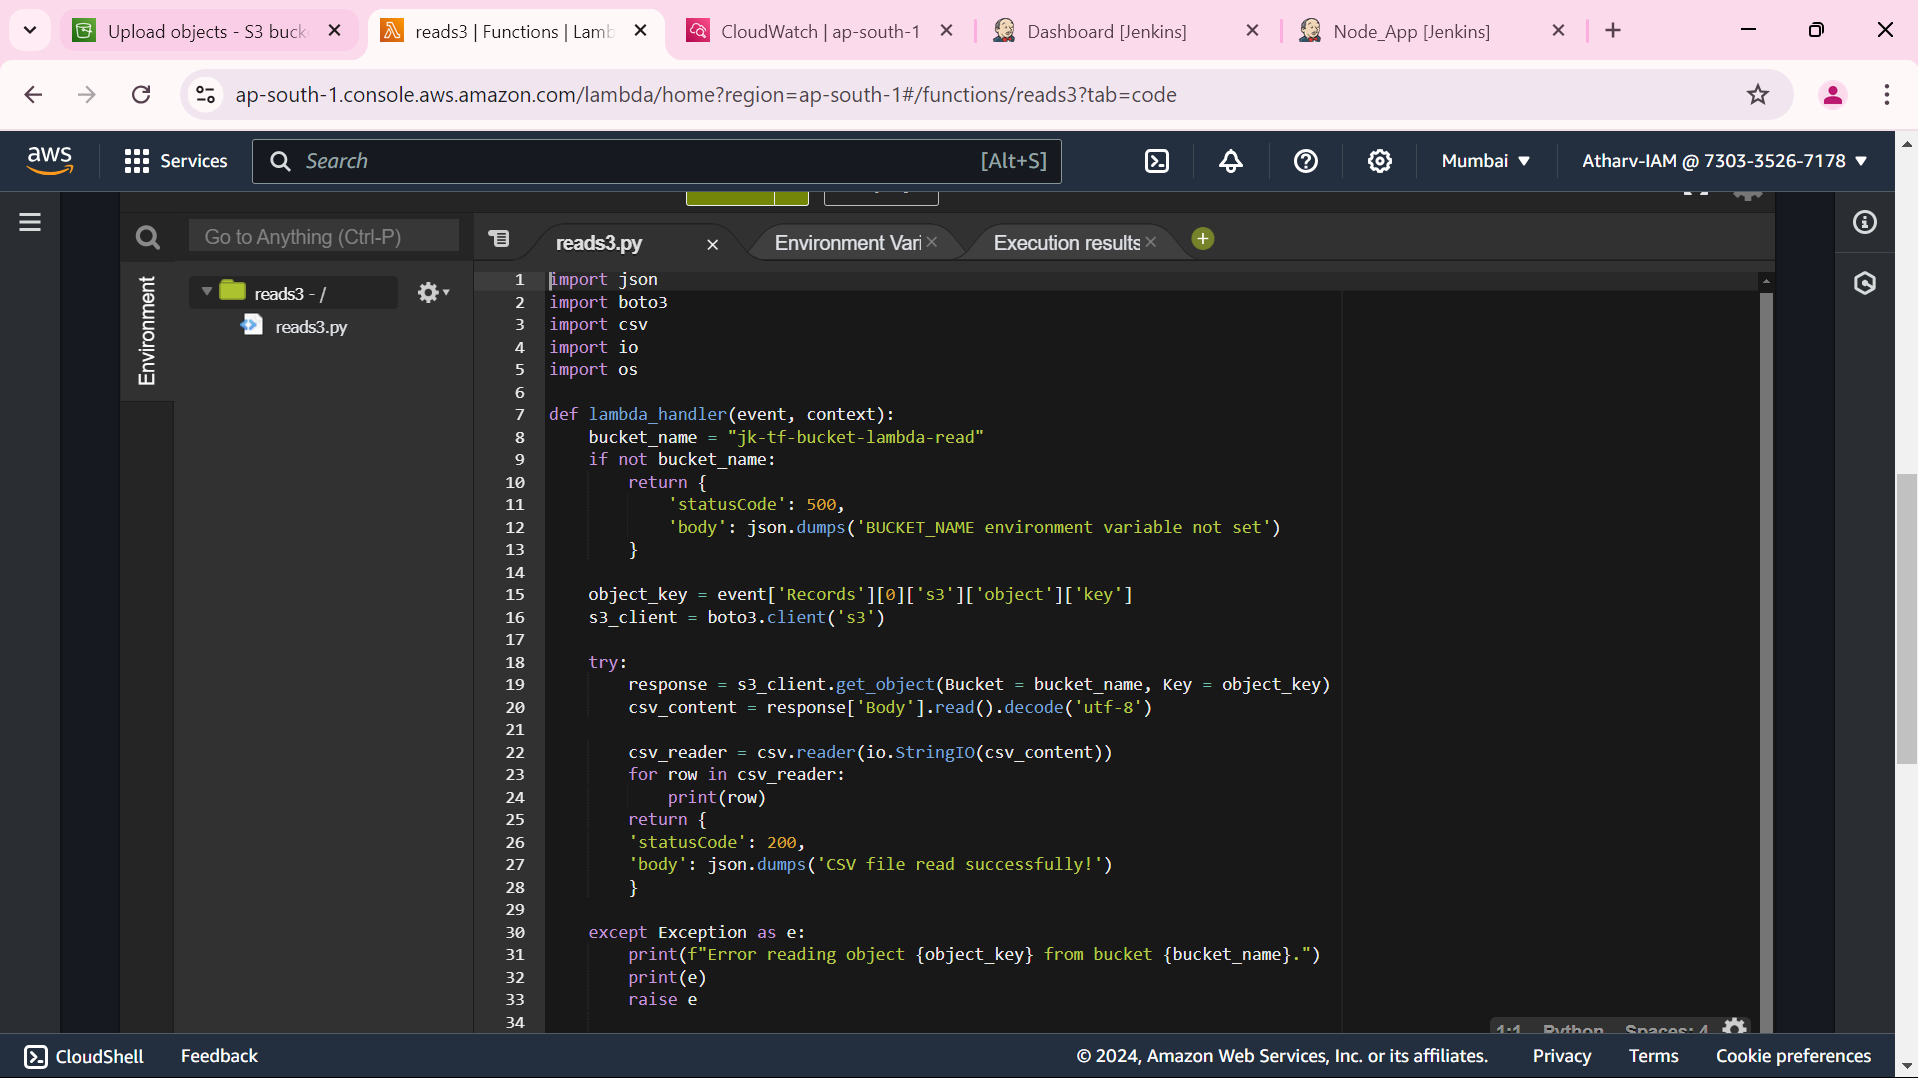 Upload objects - S3 buck
reads3 | Functions | Lamb
CloudWatch | ap-south-1
Dashboard [Jenkins]
Node_App [Jenkins]
ap-south-1.console.aws.amazon.com/lambda/home?region=ap-south-1#/functions/reads3?tab=code
aws
Services
Search
[Alt+S]
Mumbai
Atharv-IAM @ 7303-3526-7178
Go to Anything (Ctrl-P)
reads3.py
Environment Vari
Execution results
Environment
reads3 - /
reads3.py
1 import json
2 import boto3
3 import csv
4 import io
5 import os
6
7 def lambda_handler(event, context):
8     bucket_name = "jk-tf-bucket-lambda-read"
9     if not bucket_name:
10         return {
11             'statusCode': 500,
12             'body': json.dumps('BUCKET_NAME environment variable not set')
13         }
14
15     object_key = event['Records'][0]['s3']['object']['key']
16     s3_client = boto3.client('s3')
17
18     try:
19         response = s3_client.get_object(Bucket = bucket_name, Key = object_key)
20         csv_content = response['Body'].read().decode('utf-8')
21
22         csv_reader = csv.reader(io.StringIO(csv_content))
23         for row in csv_reader:
24             print(row)
25         return {
26         'statusCode': 200,
27         'body': json.dumps('CSV file read successfully!')
28         }
29
30     except Exception as e:
31         print(f"Error reading object {object_key} from bucket {bucket_name}.")
32         print(e)
33         raise e
34
1:1 Python Spaces: 4
CloudShell
Feedback
© 2024, Amazon Web Services, Inc. or its affiliates.
Privacy
Terms
Cookie preferences